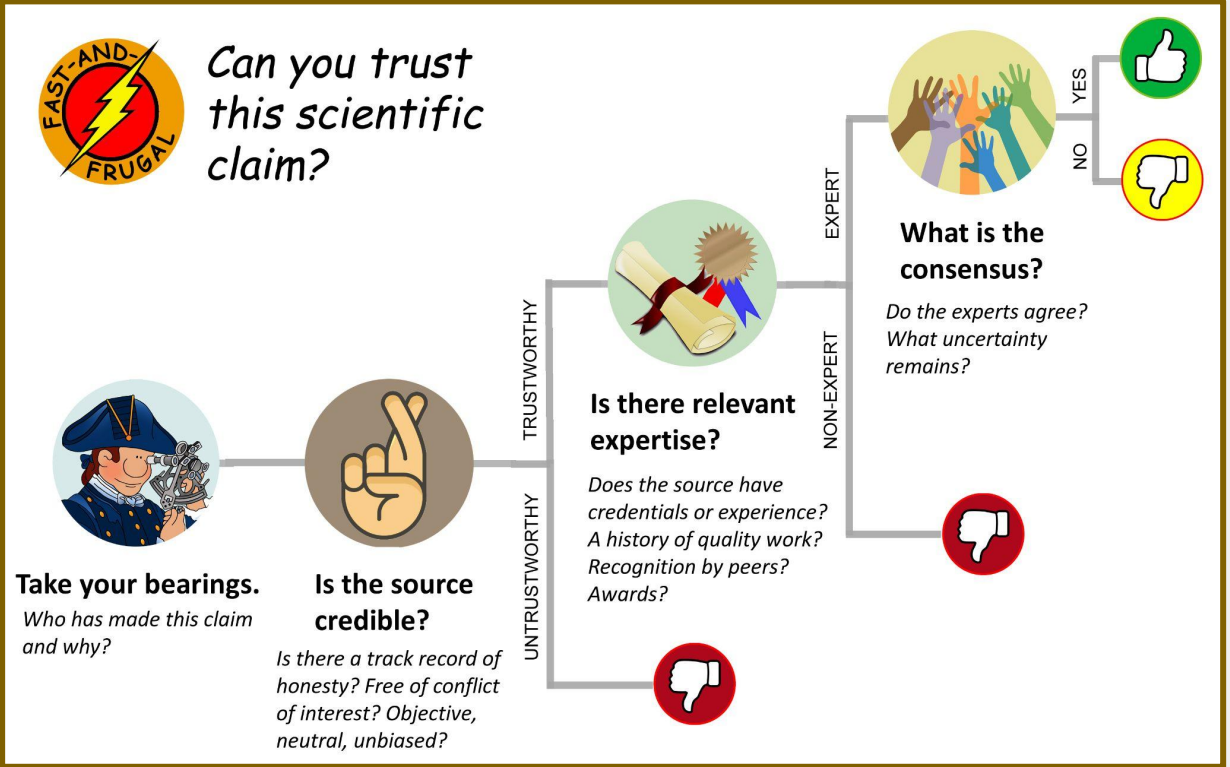 FAST-AND-
FRUGAL
Can you trust
this scientific
claim?
Take your bearings.
Who has made this claim
and why?
Is the source
credible?
Is there a track record of
honesty? Free of conflict
of interest? Objective,
neutral, unbiased?
TRUSTWORTHY
UNTRUSTWORTHY
Is there relevant
expertise?
Does the source have
credentials or experience?
A history of quality work?
Recognition by peers?
Awards?
EXPERT
NON-EXPERT
What is the
consensus?
Do the experts agree?
What uncertainty
remains?
YES
NO